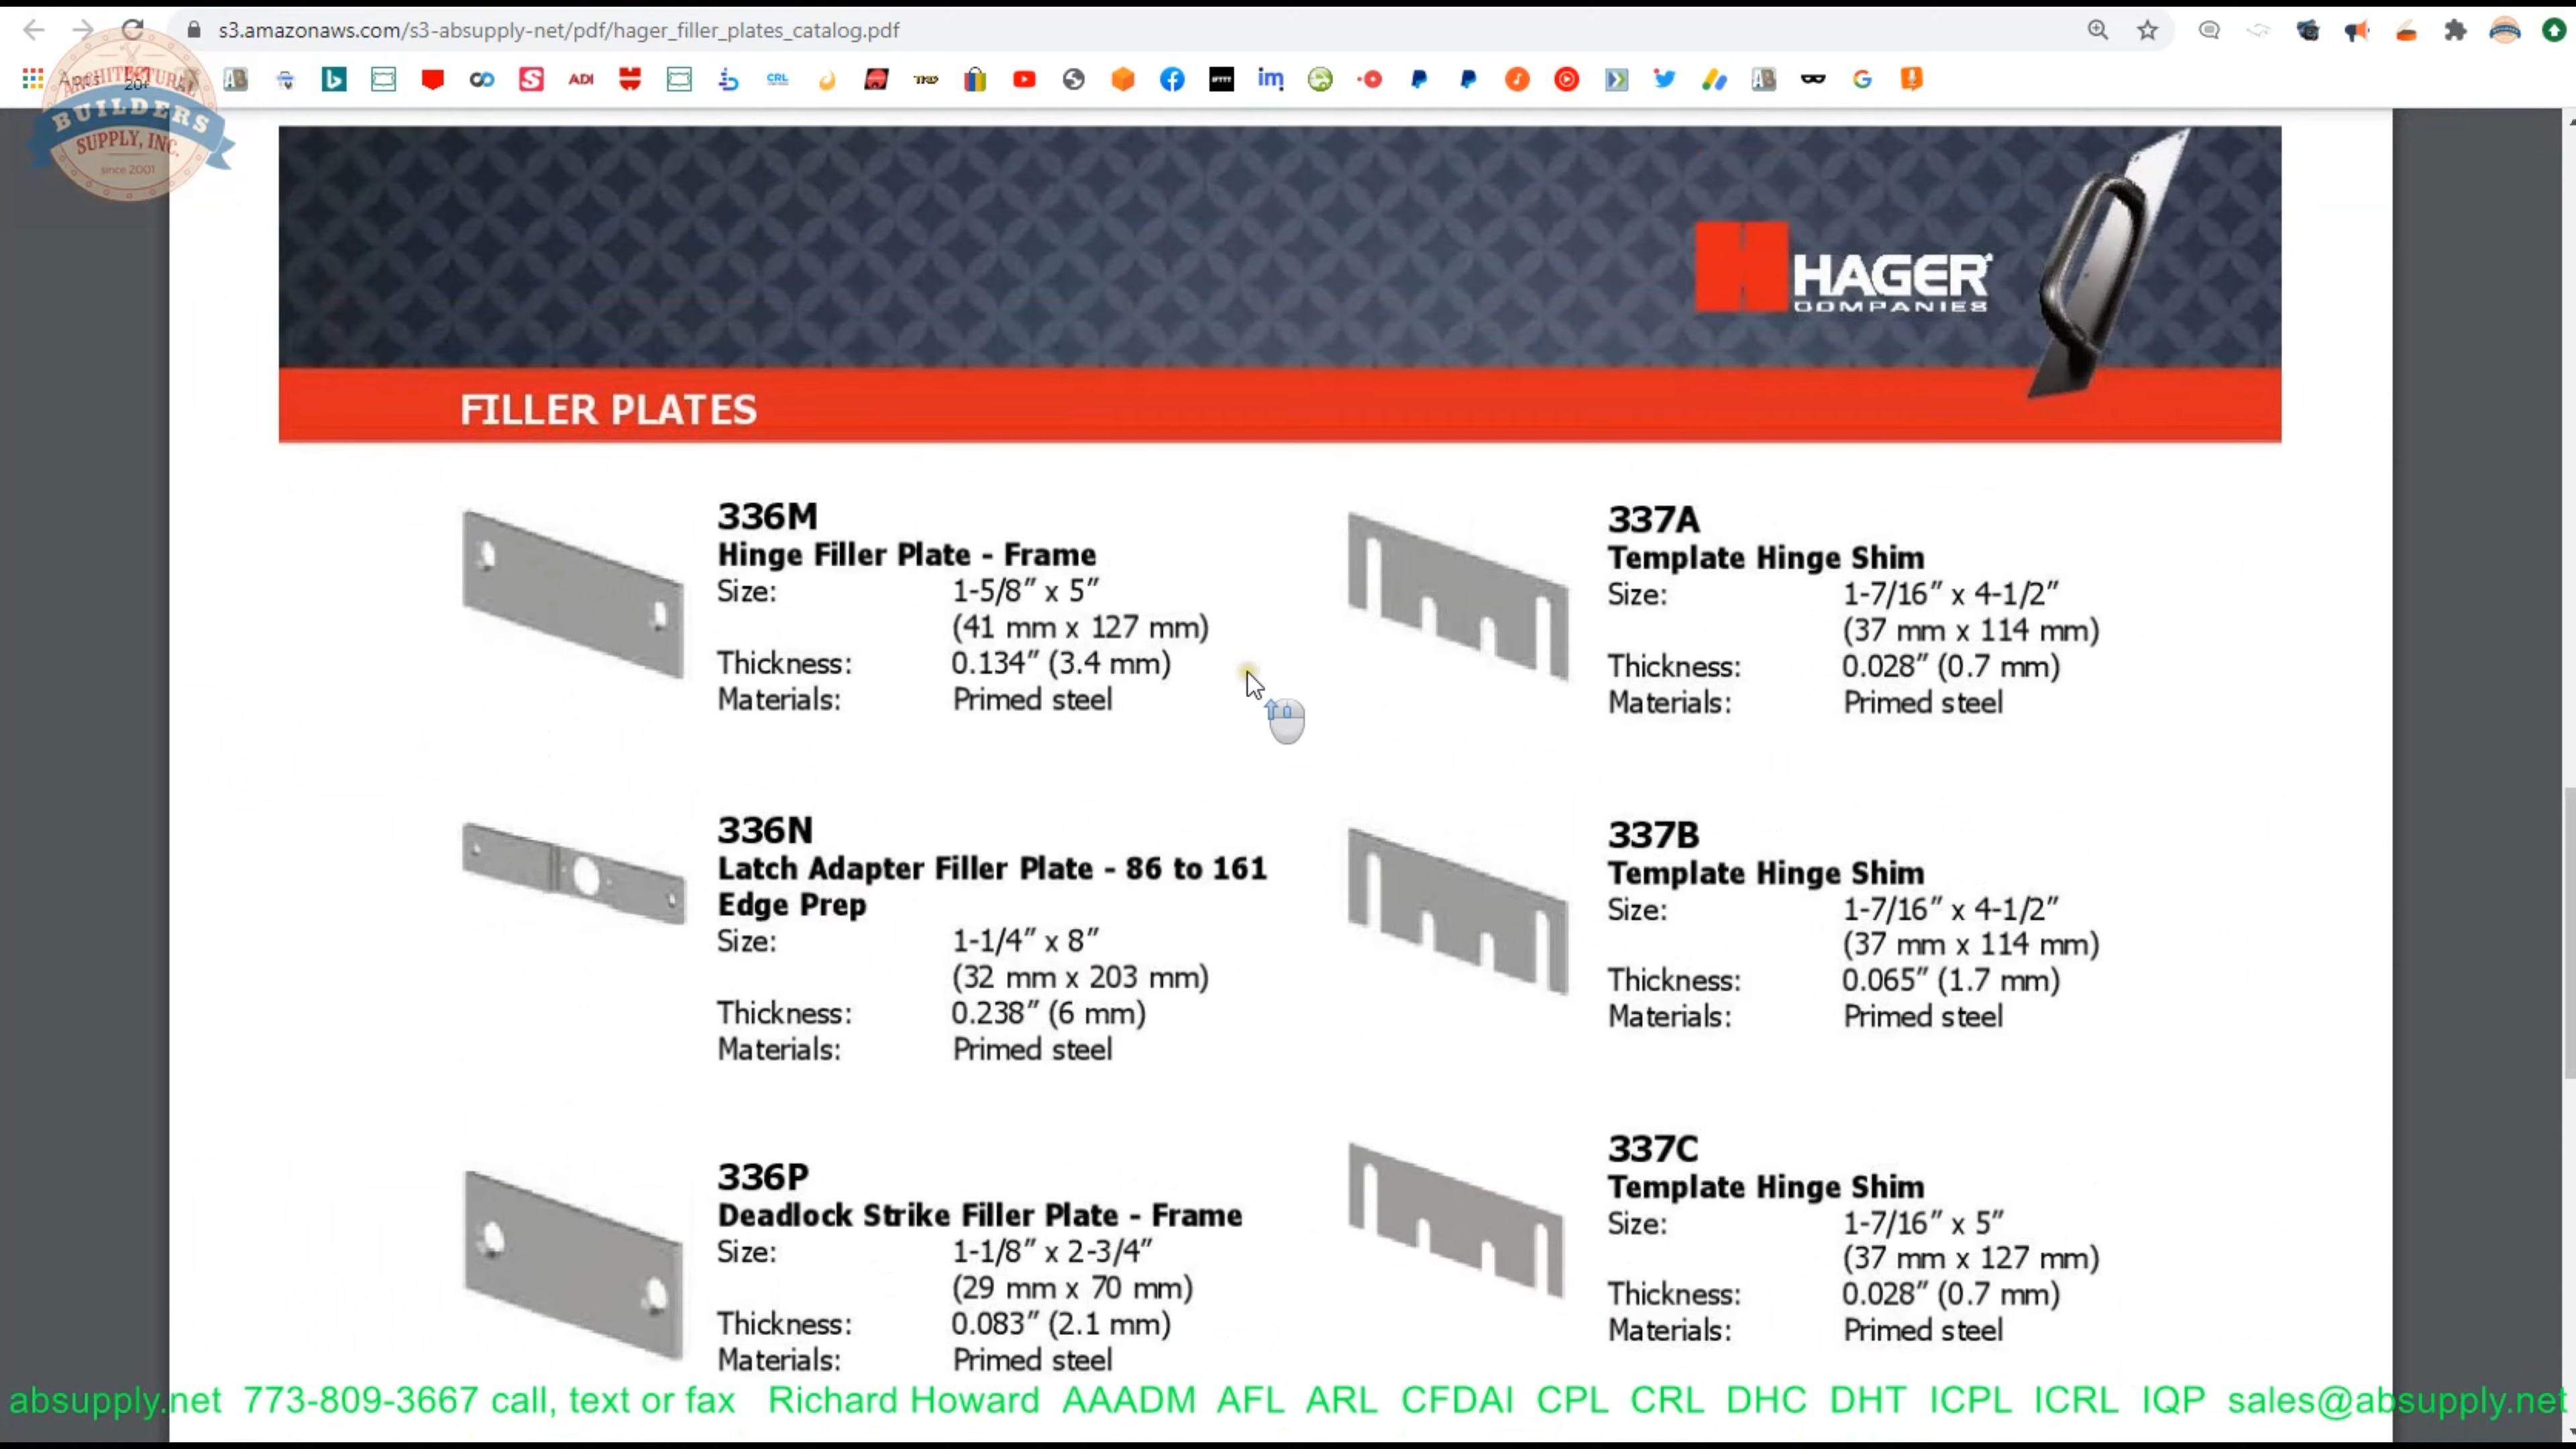 s3.amazonaws.com/s3-absupply-net/pdf/hager_filler_plates_catalog.pdf
Apps
20+
ARCHITECTURAL
BUILDERS
SUPPLY, INC.
since 2001
ADI
CRL
IFTTT
im
HAGER
COMPANIES
FILLER PLATES
336M
Hinge Filler Plate - Frame
Size: 1-5/8″ x 5″
(41 mm x 127 mm)
Thickness: 0.134″ (3.4 mm)
Materials: Primed steel
336N
Latch Adapter Filler Plate - 86 to 161
Edge Prep
Size: 1-1/4″ x 8″
(32 mm x 203 mm)
Thickness: 0.238″ (6 mm)
Materials: Primed steel
336P
Deadlock Strike Filler Plate - Frame
Size: 1-1/8″ x 2-3/4″
(29 mm x 70 mm)
Thickness: 0.083″ (2.1 mm)
Materials: Primed steel
337A
Template Hinge Shim
Size: 1-7/16″ x 4-1/2″
(37 mm x 114 mm)
Thickness: 0.028″ (0.7 mm)
Materials: Primed steel
337B
Template Hinge Shim
Size: 1-7/16″ x 4-1/2″
(37 mm x 114 mm)
Thickness: 0.065″ (1.7 mm)
Materials: Primed steel
337C
Template Hinge Shim
Size: 1-7/16″ x 5″
(37 mm x 127 mm)
Thickness: 0.028″ (0.7 mm)
Materials: Primed steel
absupply.net 773-809-3667 call, text or fax Richard Howard AAADM AFL ARL CFDAI CPL CRL DHC DHT ICPL ICRL IQP sales@absupply.net